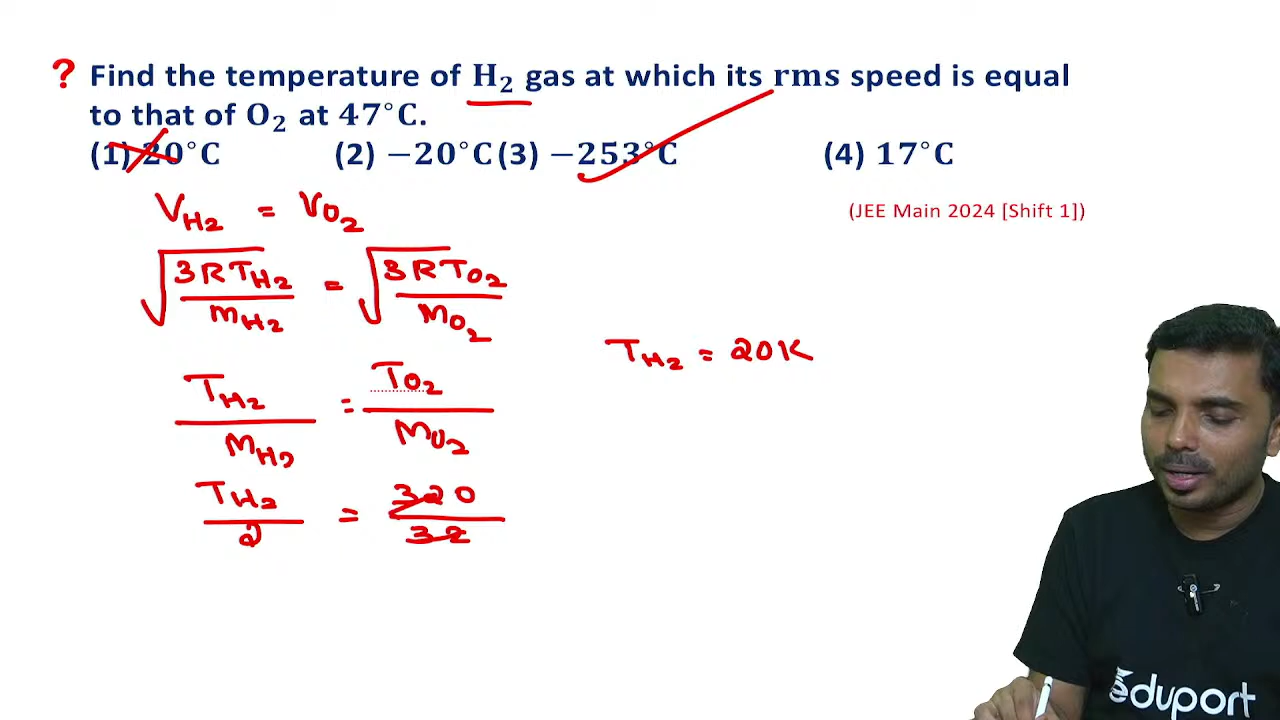 ? Find the temperature of H₂ gas at which its rms speed is equal
to that of O₂ at 47°C.
(1) 20°C (2) −20°C (3) −253°C (4) 17°C
(JEE Main 2024 [Shift 1])
V_H₂ = V_O₂
√(3RT_H₂/M_H₂) = √(3RT_O₂/M_O₂)
T_H₂/M_H₂ = T_O₂/M_O₂
T_H₂/2 = 320/32
T_H₂ = 20K
eduport